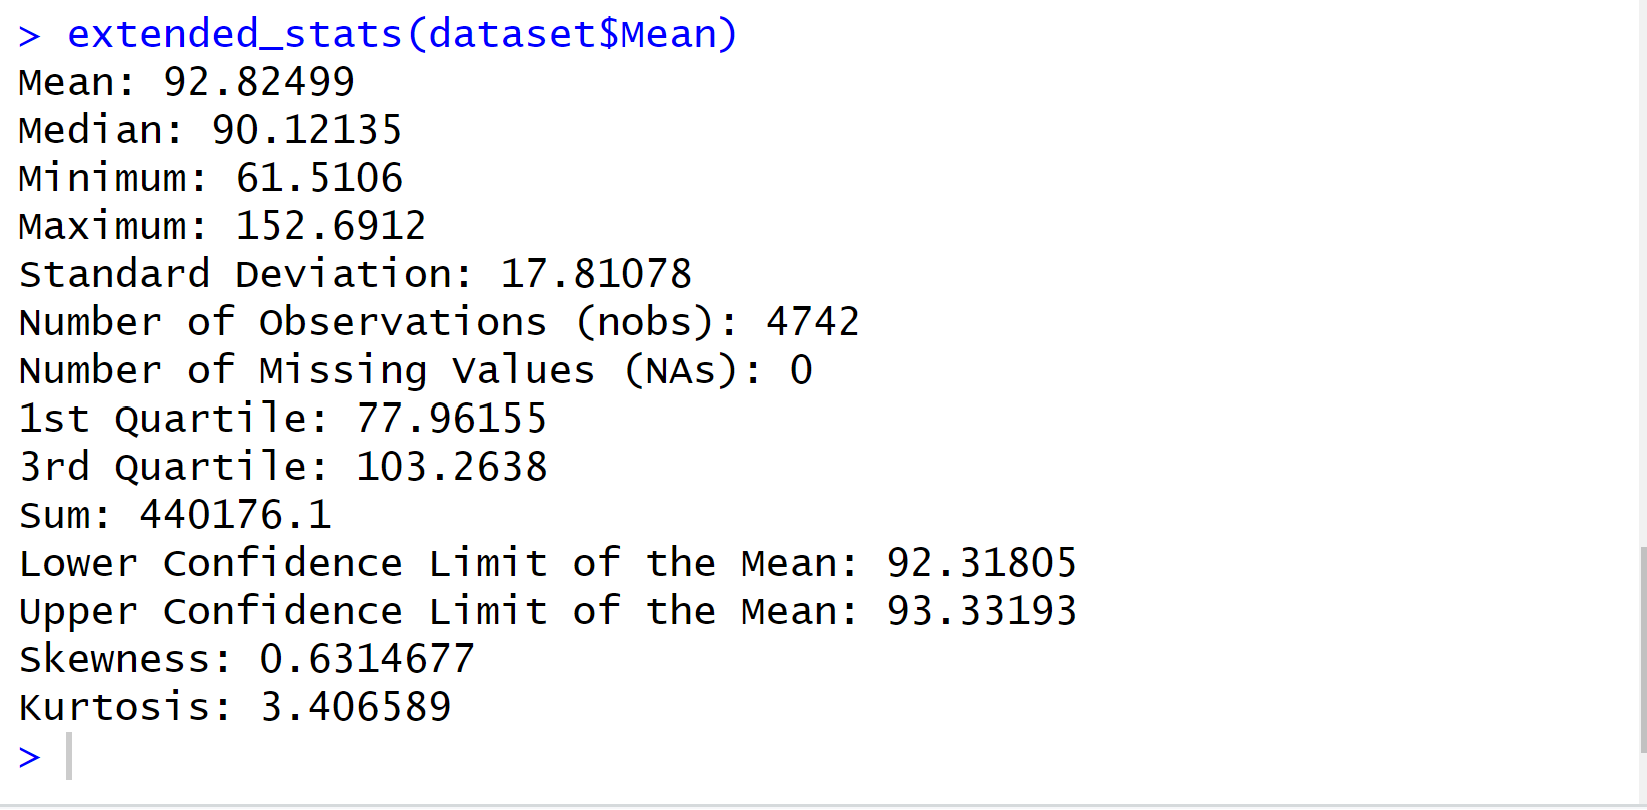 > extended_stats(dataset$Mean)
Mean: 92.82499
Median: 90.12135
Minimum: 61.5106
Maximum: 152.6912
Standard Deviation: 17.81078
Number of Observations (nobs): 4742
Number of Missing Values (NAs): 0
1st Quartile: 77.96155
3rd Quartile: 103.2638
Sum: 440176.1
Lower Confidence Limit of the Mean: 92.31805
Upper Confidence Limit of the Mean: 93.33193
Skewness: 0.6314677
Kurtosis: 3.406589
>